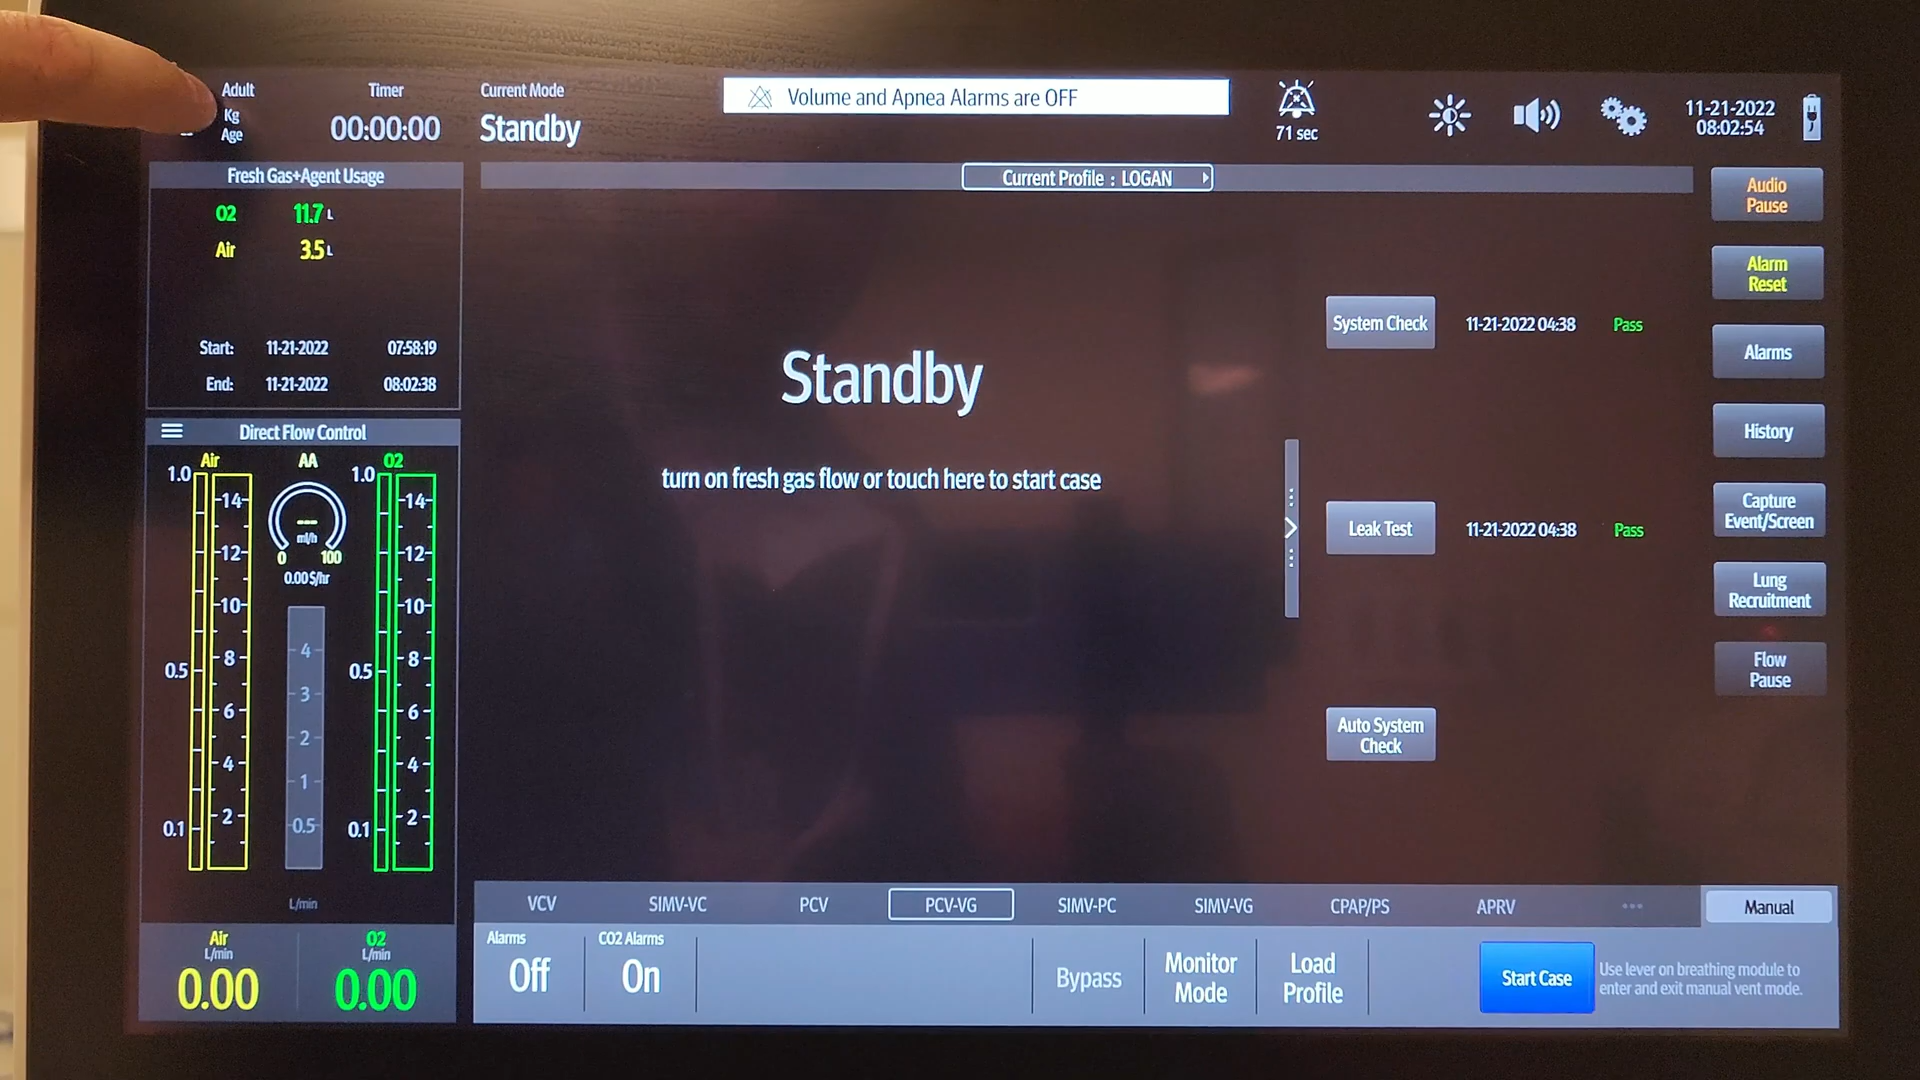 Adult
Kg
-- Age
Timer
00:00:00
Current Mode
Standby
Volume and Apnea Alarms are OFF
71 sec
11-21-2022
08:02:54
Fresh Gas+Agent Usage
O2 11.7 L
Air 3.5 L
Start: 11-21-2022 07:58:19
End: 11-21-2022 08:02:38
Current Profile : LOGAN
Standby
turn on fresh gas flow or touch here to start case
System Check 11-21-2022 04:38 Pass
Leak Test 11-21-2022 04:38 Pass
Auto System
Check
Audio
Pause
Alarm
Reset
Alarms
History
Capture
Event/Screen
Lung
Recruitment
Flow
Pause
Direct Flow Control
Air AA O2
1.0 1.0
14 14
---
ml/h
0 100
12 12
0.00 $/hr
10 10
4
8 8
0.5 0.5
3
6 6
2
4 4
1
2 2
0.1 0.5 0.1
L/min
Air
L/min
0.00
O2
L/min
0.00
VCV SIMV-VC PCV PCV-VG SIMV-PC SIMV-VG CPAP/PS APRV ... Manual
Alarms
Off
CO2 Alarms
On
Bypass
Monitor
Mode
Load
Profile
Start Case
Use lever on breathing module to
enter and exit manual vent mode.